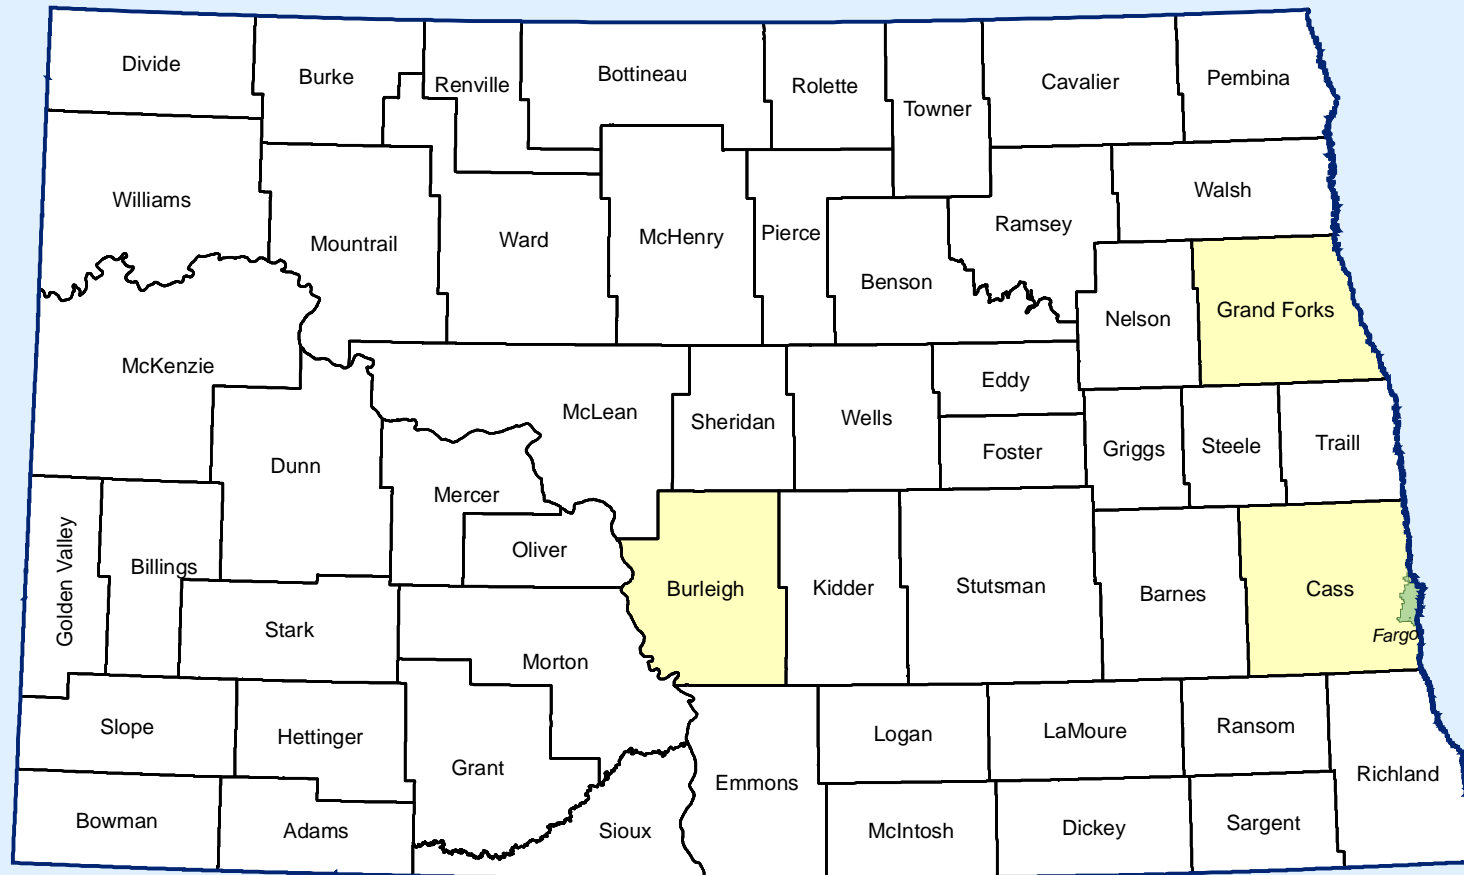 Divide
Burke
Renville
Bottineau
Rolette
Towner
Cavalier
Pembina
Williams
Mountrail
Ward
McHenry
Pierce
Benson
Ramsey
Walsh
McKenzie
Nelson
Grand Forks
Dunn
McLean
Sheridan
Wells
Eddy
Foster
Griggs
Steele
Traill
Mercer
Oliver
Golden Valley
Billings
Burleigh
Kidder
Stutsman
Barnes
Cass
Fargo
Stark
Morton
Slope
Hettinger
Grant
Emmons
Logan
LaMoure
Ransom
Richland
Bowman
Adams
Sioux
McIntosh
Dickey
Sargent